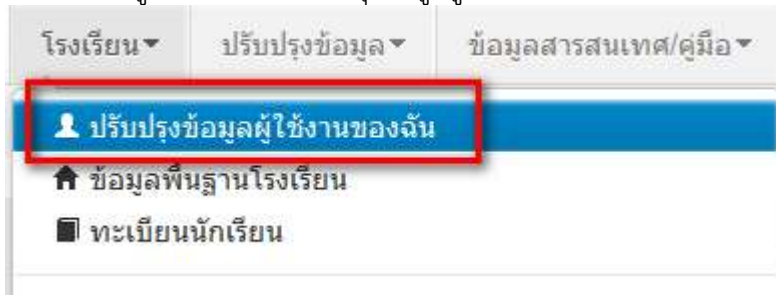 โรงเรียน ปรับปรุงข้อมูล ข้อมูลสารสนเทศ/คู่มือ
ปรับปรุงข้อมูลผู้ใช้งานของฉัน
ข้อมูลพื้นฐานโรงเรียน
ทะเบียนนักเรียน